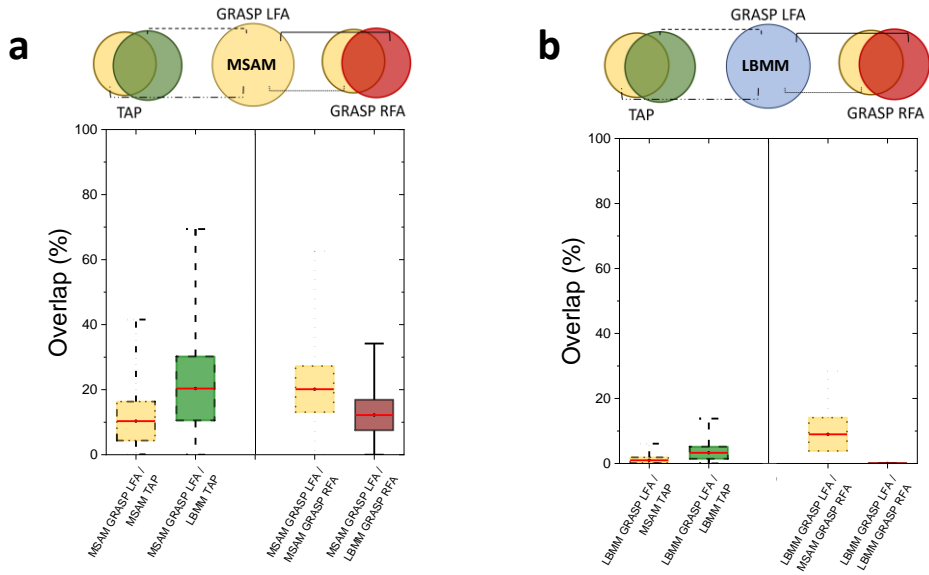 a
GRASP LFA
MSAM
TAP
GRASP RFA
Overlap (%)
100
80
60
40
20
0
MSAM GRASP LFA /
MSAM TAP
MSAM GRASP LFA /
LBMM TAP
MSAM GRASP LFA /
MSAM GRASP RFA
MSAM GRASP LFA /
LBMM GRASP RFA
b
GRASP LFA
LBMM
TAP
GRASP RFA
Overlap (%)
100
80
60
40
20
0
LBMM GRASP LFA /
MSAM TAP
LBMM GRASP LFA /
LBMM TAP
LBMM GRASP LFA /
MSAM GRASP RFA
LBMM GRASP LFA /
LBMM GRASP RFA